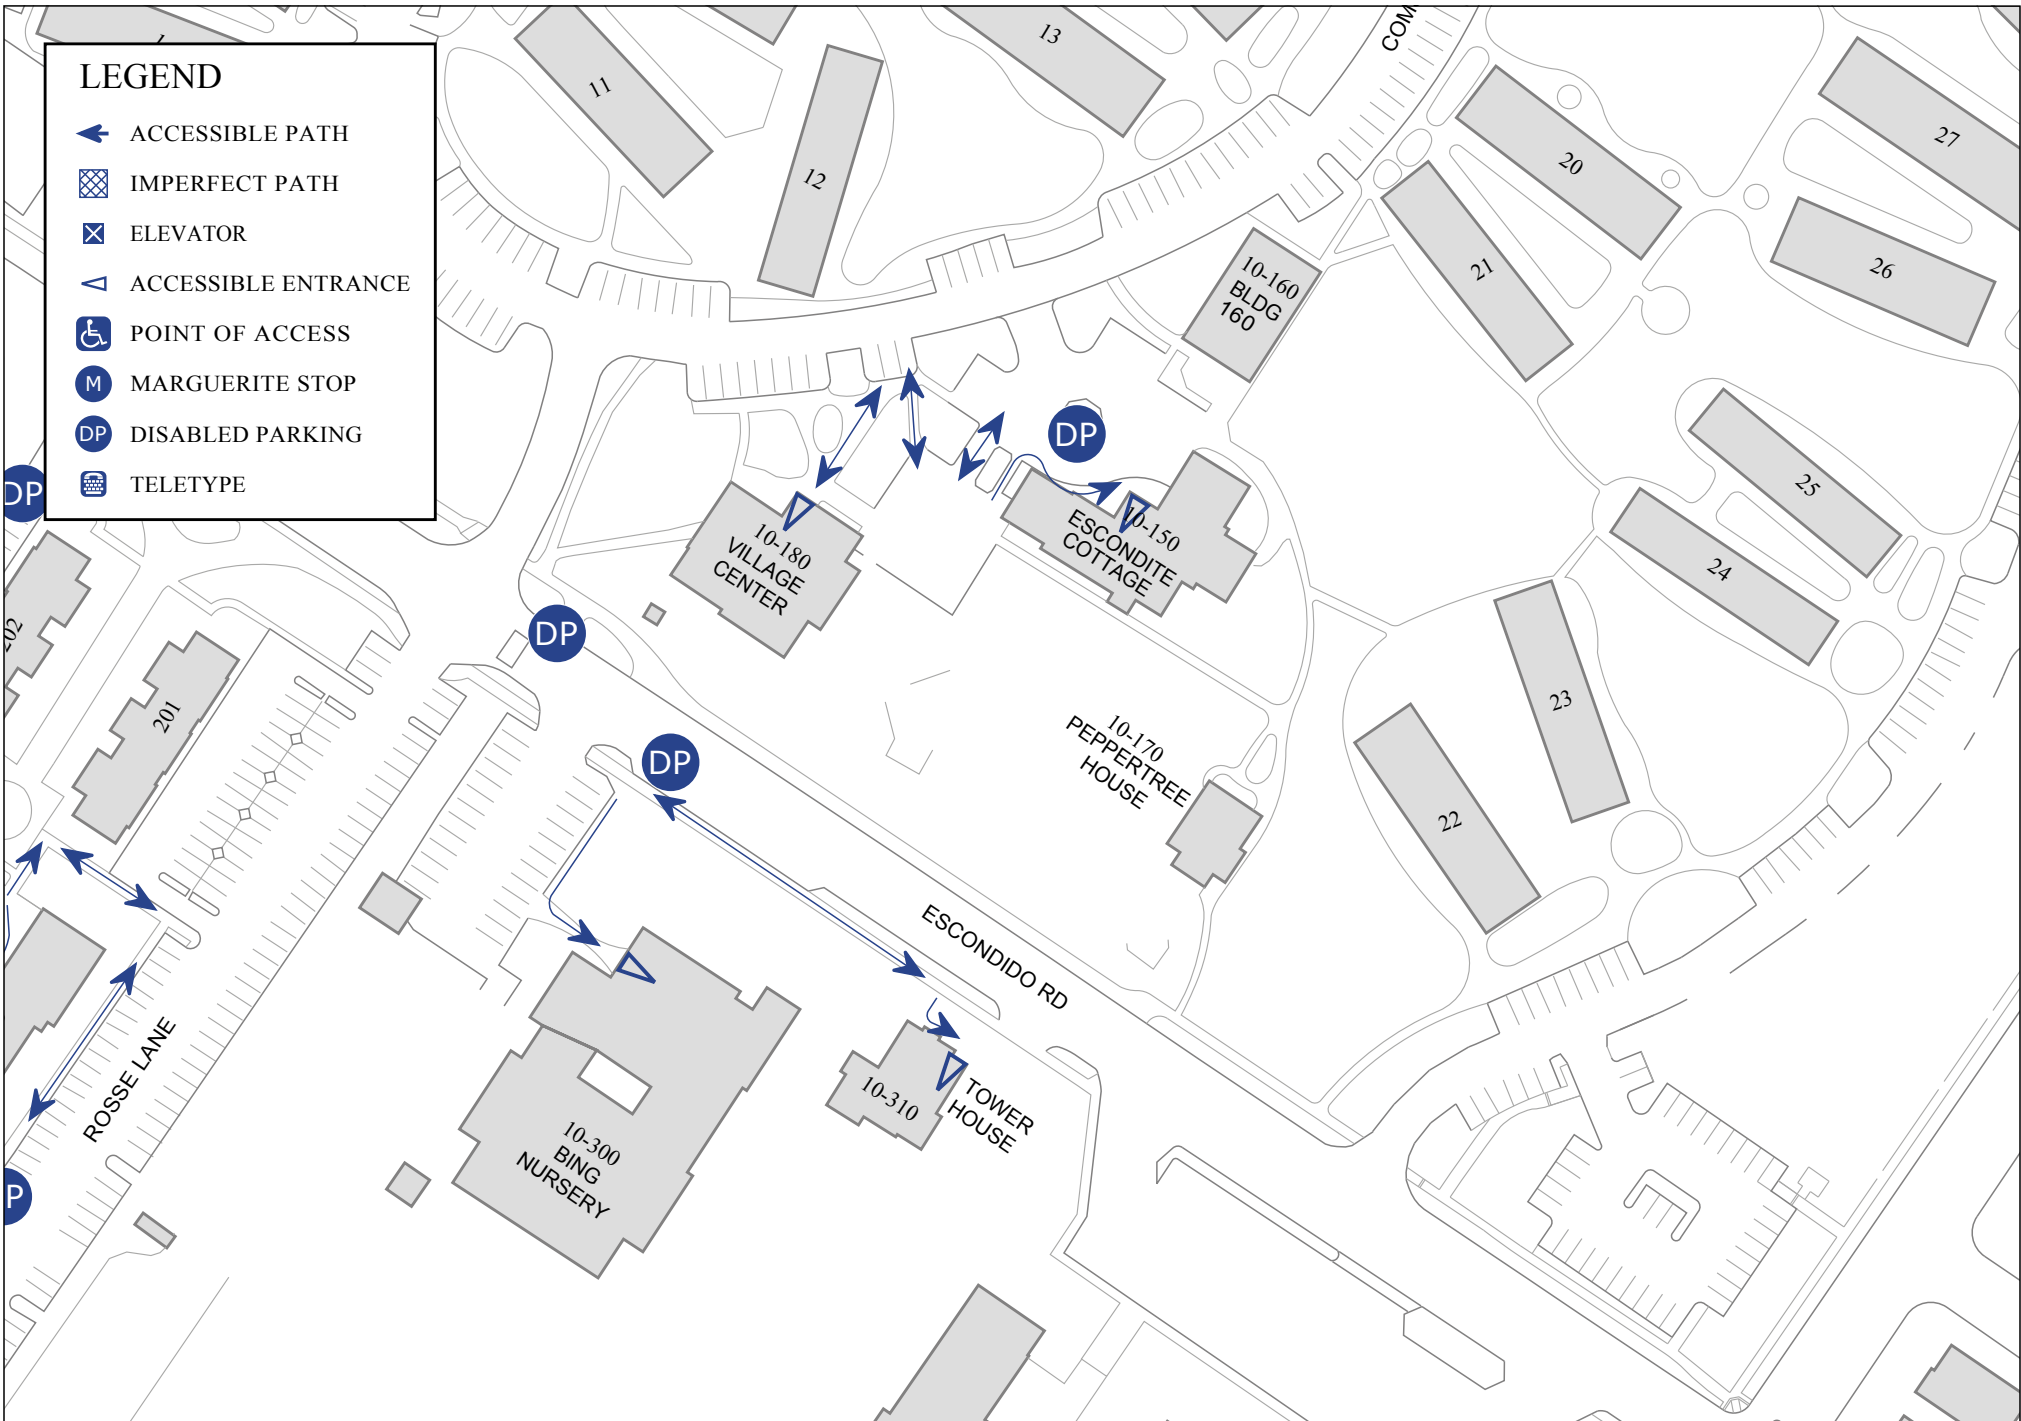 LEGEND
ACCESSIBLE PATH
IMPERFECT PATH
ELEVATOR
ACCESSIBLE ENTRANCE
POINT OF ACCESS
M MARGUERITE STOP
DP DISABLED PARKING
TELETYPE
11
12
13
COM
20
27
21
26
10-160
BLDG
160
25
24
23
22
DP
DP
10-150
ESCONDITE
COTTAGE
10-180
VILLAGE
CENTER
DP
202
201
DP
10-170
PEPPERTREE
HOUSE
ESCONDIDO RD
ROSSE LANE
10-310
TOWER
HOUSE
10-300
BING
NURSERY
P